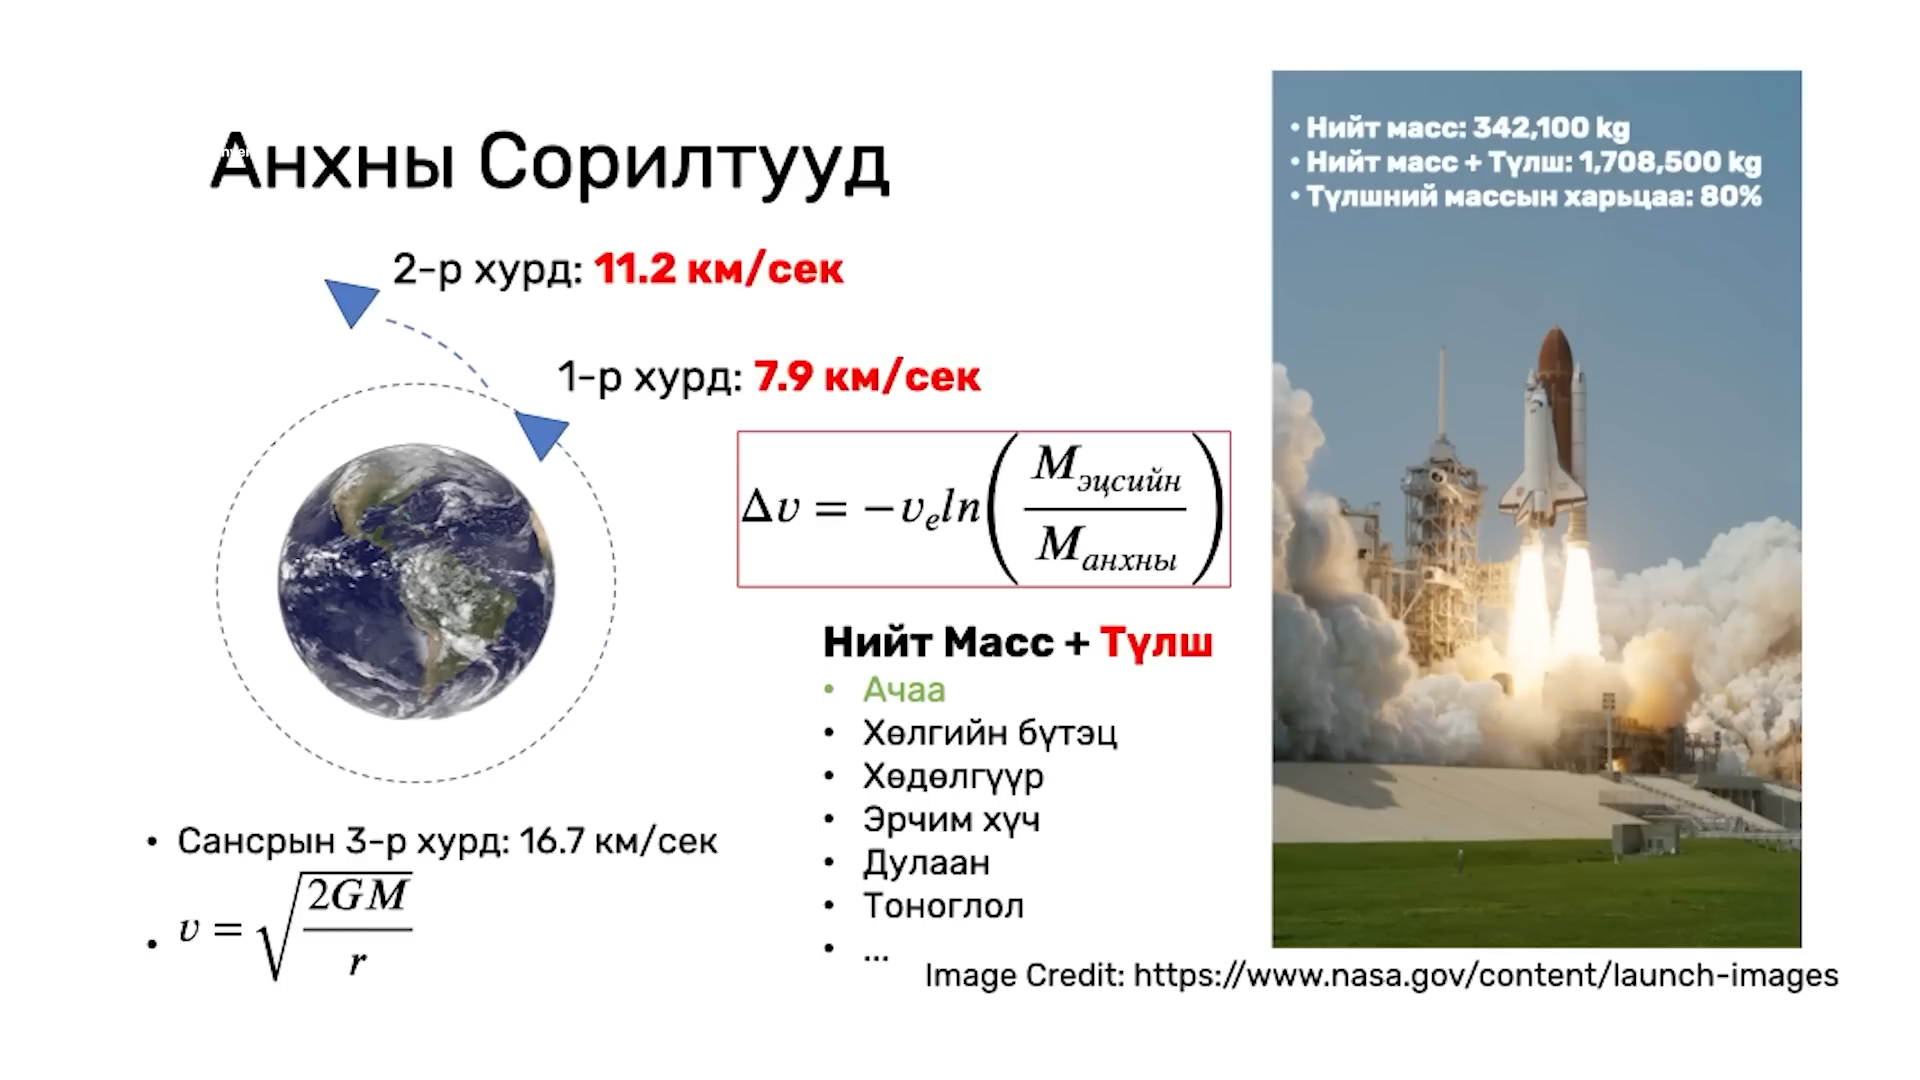 Анхны Сорилтууд
2-р хурд: 11.2 км/сек
1-р хурд: 7.9 км/сек
Δv = −vₑln(Mэцсийн / Mанхны)
Нийт Масс + Түлш
• Ачаа
• Хөлгийн бүтэц
• Хөдөлгүүр
• Эрчим хүч
• Дулаан
• Тоноглол
• ...
• Сансрын 3-р хурд: 16.7 км/сек
• v = √(2GM / r)
• Нийт масс: 342,100 kg
• Нийт масс + Түлш: 1,708,500 kg
• Түлшний массын харьцаа: 80%
Image Credit: https://www.nasa.gov/content/launch-images